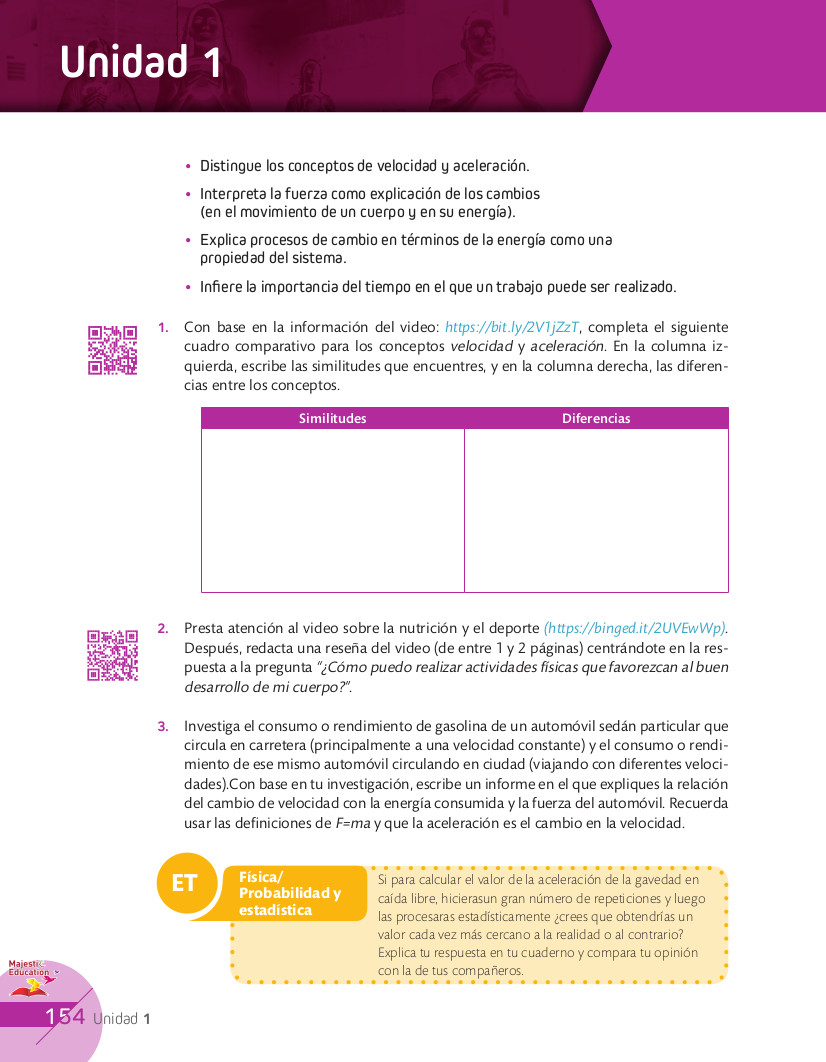 Unidad 1
• Distingue los conceptos de velocidad y aceleración.
• Interpreta la fuerza como explicación de los cambios
(en el movimiento de un cuerpo y en su energía).
• Explica procesos de cambio en términos de la energía como una
propiedad del sistema.
• Infiere la importancia del tiempo en el que un trabajo puede ser realizado.
1. Con base en la información del video: https://bit.ly/2V1jZzT, completa el siguiente
cuadro comparativo para los conceptos velocidad y aceleración. En la columna iz-
quierda, escribe las similitudes que encuentres, y en la columna derecha, las diferen-
cias entre los conceptos.
Similitudes
Diferencias
2. Presta atención al video sobre la nutrición y el deporte (https://binged.it/2UVEwWp).
Después, redacta una reseña del video (de entre 1 y 2 páginas) centrándote en la res-
puesta a la pregunta “¿Cómo puedo realizar actividades físicas que favorezcan al buen
desarrollo de mi cuerpo?”.
3. Investiga el consumo o rendimiento de gasolina de un automóvil sedán particular que
circula en carretera (principalmente a una velocidad constante) y el consumo o rendi-
miento de ese mismo automóvil circulando en ciudad (viajando con diferentes veloci-
dades).Con base en tu investigación, escribe un informe en el que expliques la relación
del cambio de velocidad con la energía consumida y la fuerza del automóvil. Recuerda
usar las definiciones de F=ma y que la aceleración es el cambio en la velocidad.
ET
Física/
Probabilidad y
estadística
Si para calcular el valor de la aceleración de la gavedad en
caída libre, hicierasun gran número de repeticiones y luego
las procesaras estadísticamente ¿crees que obtendrías un
valor cada vez más cercano a la realidad o al contrario?
Explica tu respuesta en tu cuaderno y compara tu opinión
con la de tus compañeros.
Majestic
Education
154 Unidad 1